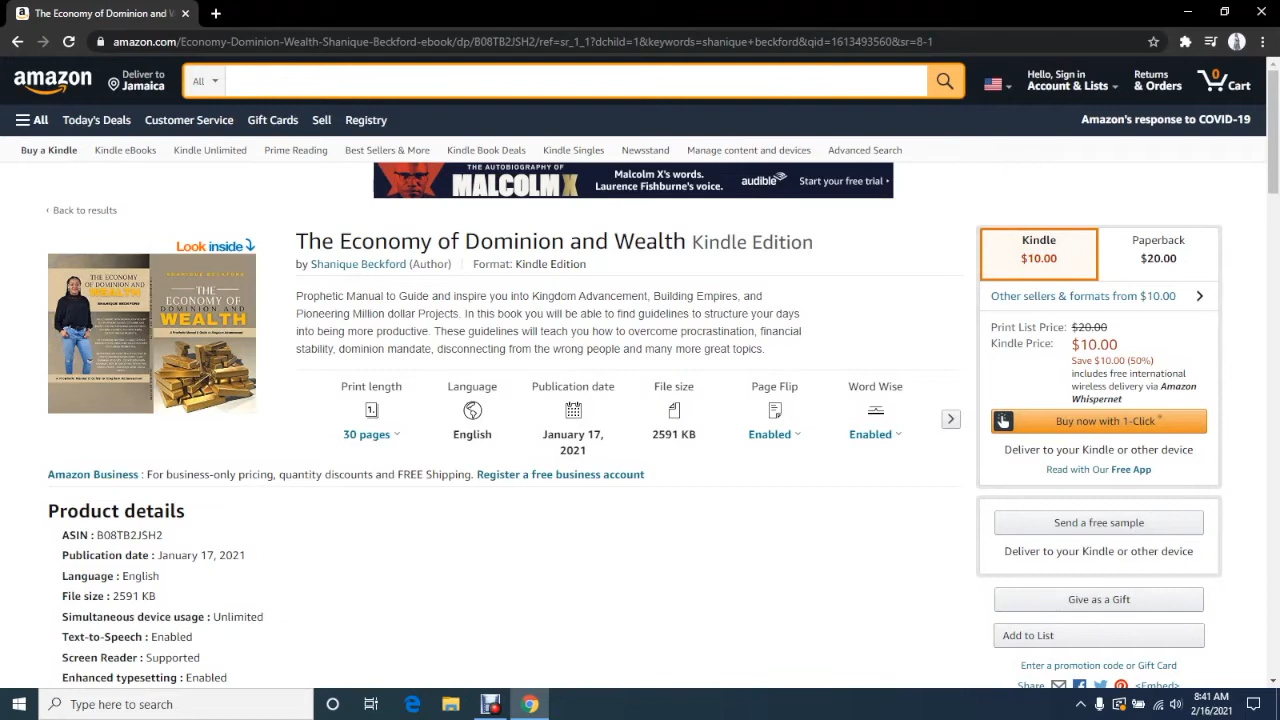 The Economy of Dominion and W
amazon.com/Economy-Dominion-Wealth-Shanique-Beckford-ebook/dp/B08TB2JSH2/ref=sr_1_1?dchild=1&keywords=shanique+beckford&qid=1613493560&sr=8-1
amazon
Deliver to
Jamaica
All
Hello, Sign in
Account & Lists
Returns
& Orders
0
Cart
All
Today's Deals
Customer Service
Gift Cards
Sell
Registry
Amazon's response to COVID-19
Buy a Kindle
Kindle eBooks
Kindle Unlimited
Prime Reading
Best Sellers & More
Kindle Book Deals
Kindle Singles
Newsstand
Manage content and devices
Advanced Search
THE AUTOBIOGRAPHY OF
MALCOLM X
Malcolm X's words.
Laurence Fishburne's voice.
audible
Start your free trial ›
‹ Back to results
Look inside
THE ECONOMY
OF DOMINION AND
WEALTH
SHANIQUE BECKFORD
SHANIQUE BECKFORD
THE
ECONOMY OF
DOMINION AND
WEALTH
The Economy of Dominion and Wealth Kindle Edition
by Shanique Beckford (Author) | Format: Kindle Edition
Prophetic Manual to Guide and inspire you into Kingdom Advancement, Building Empires, and
Pioneering Million dollar Projects. In this book you will be able to find guidelines to structure your days
into being more productive. These guidelines will teach you how to overcome procrastination, financial
stability, dominion mandate, disconnecting from the wrong people and many more great topics.
Print length
30 pages
Language
English
Publication date
January 17,
2021
File size
2591 KB
Page Flip
Enabled
Word Wise
Enabled
Amazon Business : For business-only pricing, quantity discounts and FREE Shipping. Register a free business account
Product details
ASIN : B08TB2JSH2
Publication date : January 17, 2021
Language : English
File size : 2591 KB
Simultaneous device usage : Unlimited
Text-to-Speech : Enabled
Screen Reader : Supported
Enhanced typesetting : Enabled
Kindle
$10.00
Paperback
$20.00
Other sellers & formats from $10.00
Print List Price: $20.00
Kindle Price: $10.00
Save $10.00 (50%)
includes free international
wireless delivery via Amazon
Whispernet
Buy now with 1-Click ®
Deliver to your Kindle or other device
Read with Our Free App
Send a free sample
Deliver to your Kindle or other device
Give as a Gift
Add to List
Enter a promotion code or Gift Card
Share
<Embed>
Type here to search
8:41 AM
2/16/2021